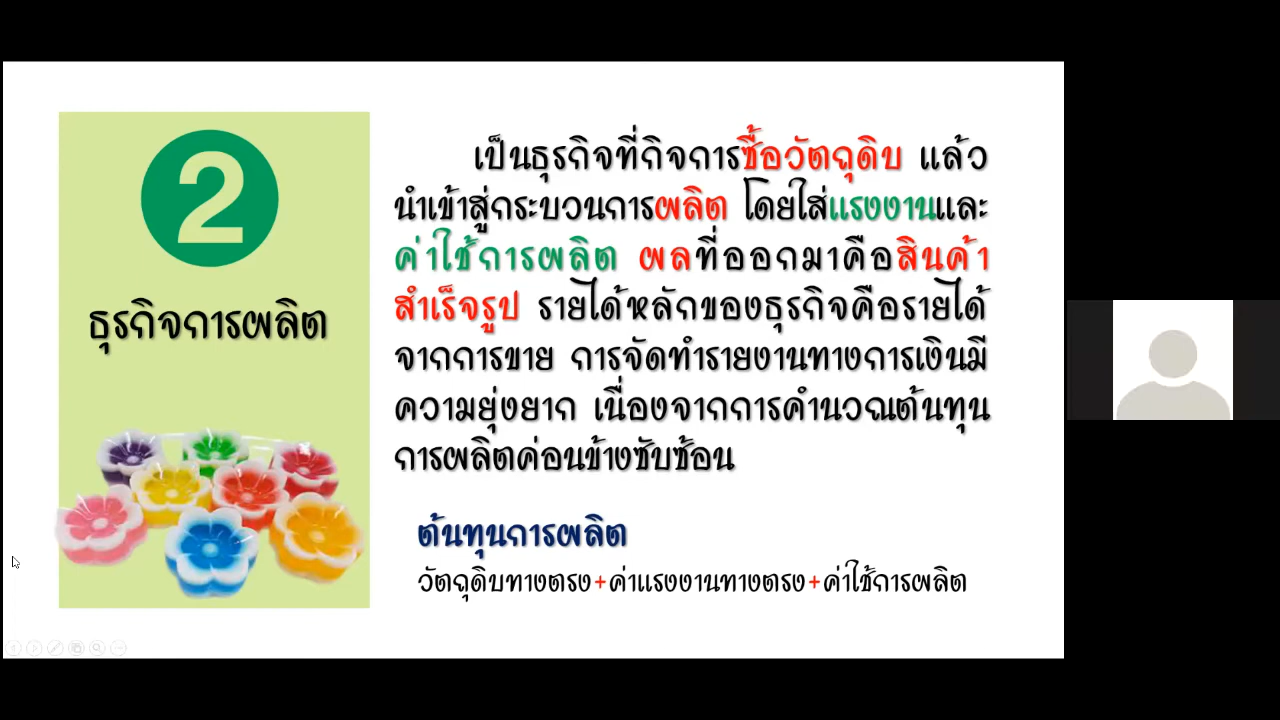 2
ธุรกิจการผลิต
เป็นธุรกิจที่กิจการซื้อวัตถุดิบ แล้ว
นำเข้าสู่กระบวนการผลิต โดยใส่แรงงานและ
ค่าใช้การผลิต ผลที่ออกมาคือสินค้า
สำเร็จรูป รายได้หลักของธุรกิจคือรายได้
จากการขาย การจัดทำรายงานทางการเงินมี
ความยุ่งยาก เนื่องจากการคำนวณต้นทุน
การผลิตค่อนข้างซับซ้อน
ต้นทุนการผลิต
วัตถุดิบทางตรง+ค่าแรงงานทางตรง+ค่าใช้การผลิต